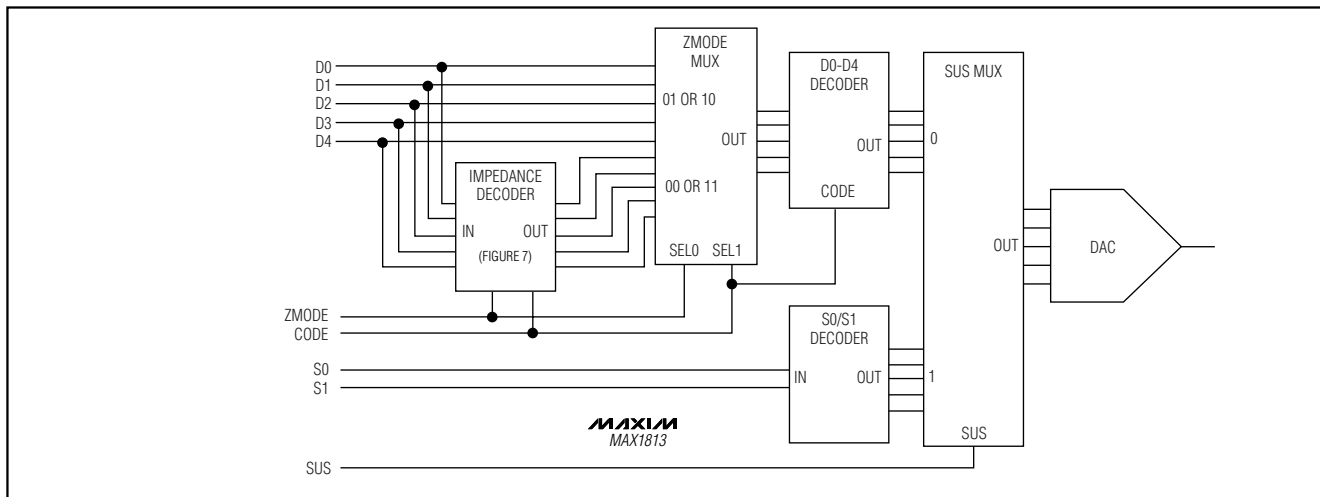 D0
D1
D2
D3
D4
ZMODE
CODE
S0
S1
SUS
IMPEDANCE
DECODER
IN
OUT
(FIGURE 7)
ZMODE
MUX
01 OR 10
OUT
00 OR 11
SEL0
SEL1
D0-D4
DECODER
OUT
CODE
S0/S1
DECODER
IN
OUT
SUS MUX
0
OUT
1
SUS
DAC
MAXIM
MAX1813